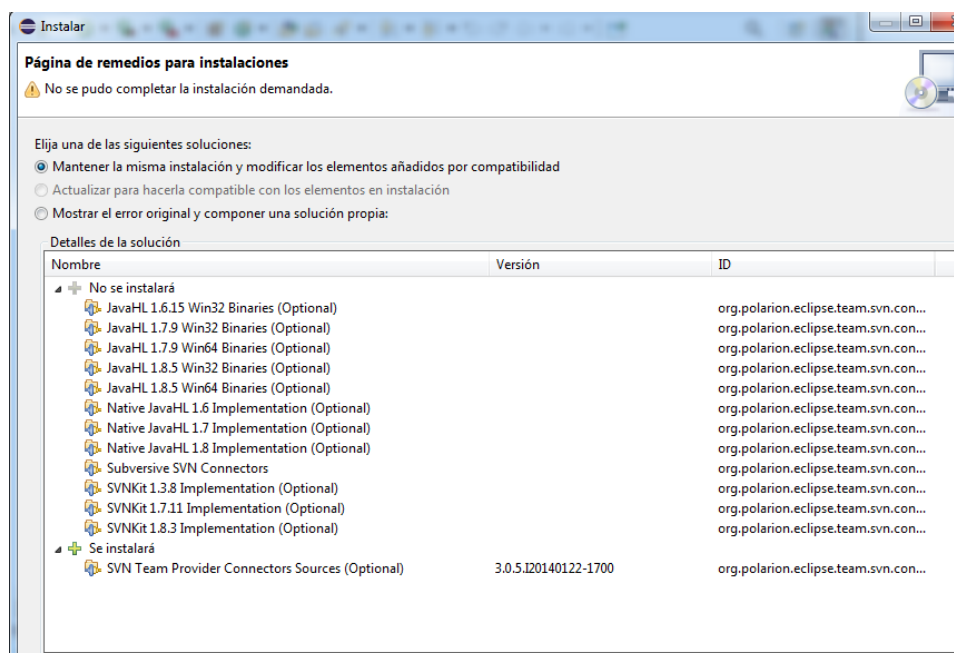 Instalar
Página de remedios para instalaciones
No se pudo completar la instalación demandada.
Elija una de las siguientes soluciones:
Mantener la misma instalación y modificar los elementos añadidos por compatibilidad
Actualizar para hacerla compatible con los elementos en instalación
Mostrar el error original y componer una solución propia:
Detalles de la solución
Nombre Versión ID
No se instalará
JavaHL 1.6.15 Win32 Binaries (Optional) org.polarion.eclipse.team.svn.con...
JavaHL 1.7.9 Win32 Binaries (Optional) org.polarion.eclipse.team.svn.con...
JavaHL 1.7.9 Win64 Binaries (Optional) org.polarion.eclipse.team.svn.con...
JavaHL 1.8.5 Win32 Binaries (Optional) org.polarion.eclipse.team.svn.con...
JavaHL 1.8.5 Win64 Binaries (Optional) org.polarion.eclipse.team.svn.con...
Native JavaHL 1.6 Implementation (Optional) org.polarion.eclipse.team.svn.con...
Native JavaHL 1.7 Implementation (Optional) org.polarion.eclipse.team.svn.con...
Native JavaHL 1.8 Implementation (Optional) org.polarion.eclipse.team.svn.con...
Subversive SVN Connectors org.polarion.eclipse.team.svn.con...
SVNKit 1.3.8 Implementation (Optional) org.polarion.eclipse.team.svn.con...
SVNKit 1.7.11 Implementation (Optional) org.polarion.eclipse.team.svn.con...
SVNKit 1.8.3 Implementation (Optional) org.polarion.eclipse.team.svn.con...
Se instalará
SVN Team Provider Connectors Sources (Optional) 3.0.5.I20140122-1700 org.polarion.eclipse.team.svn.con...